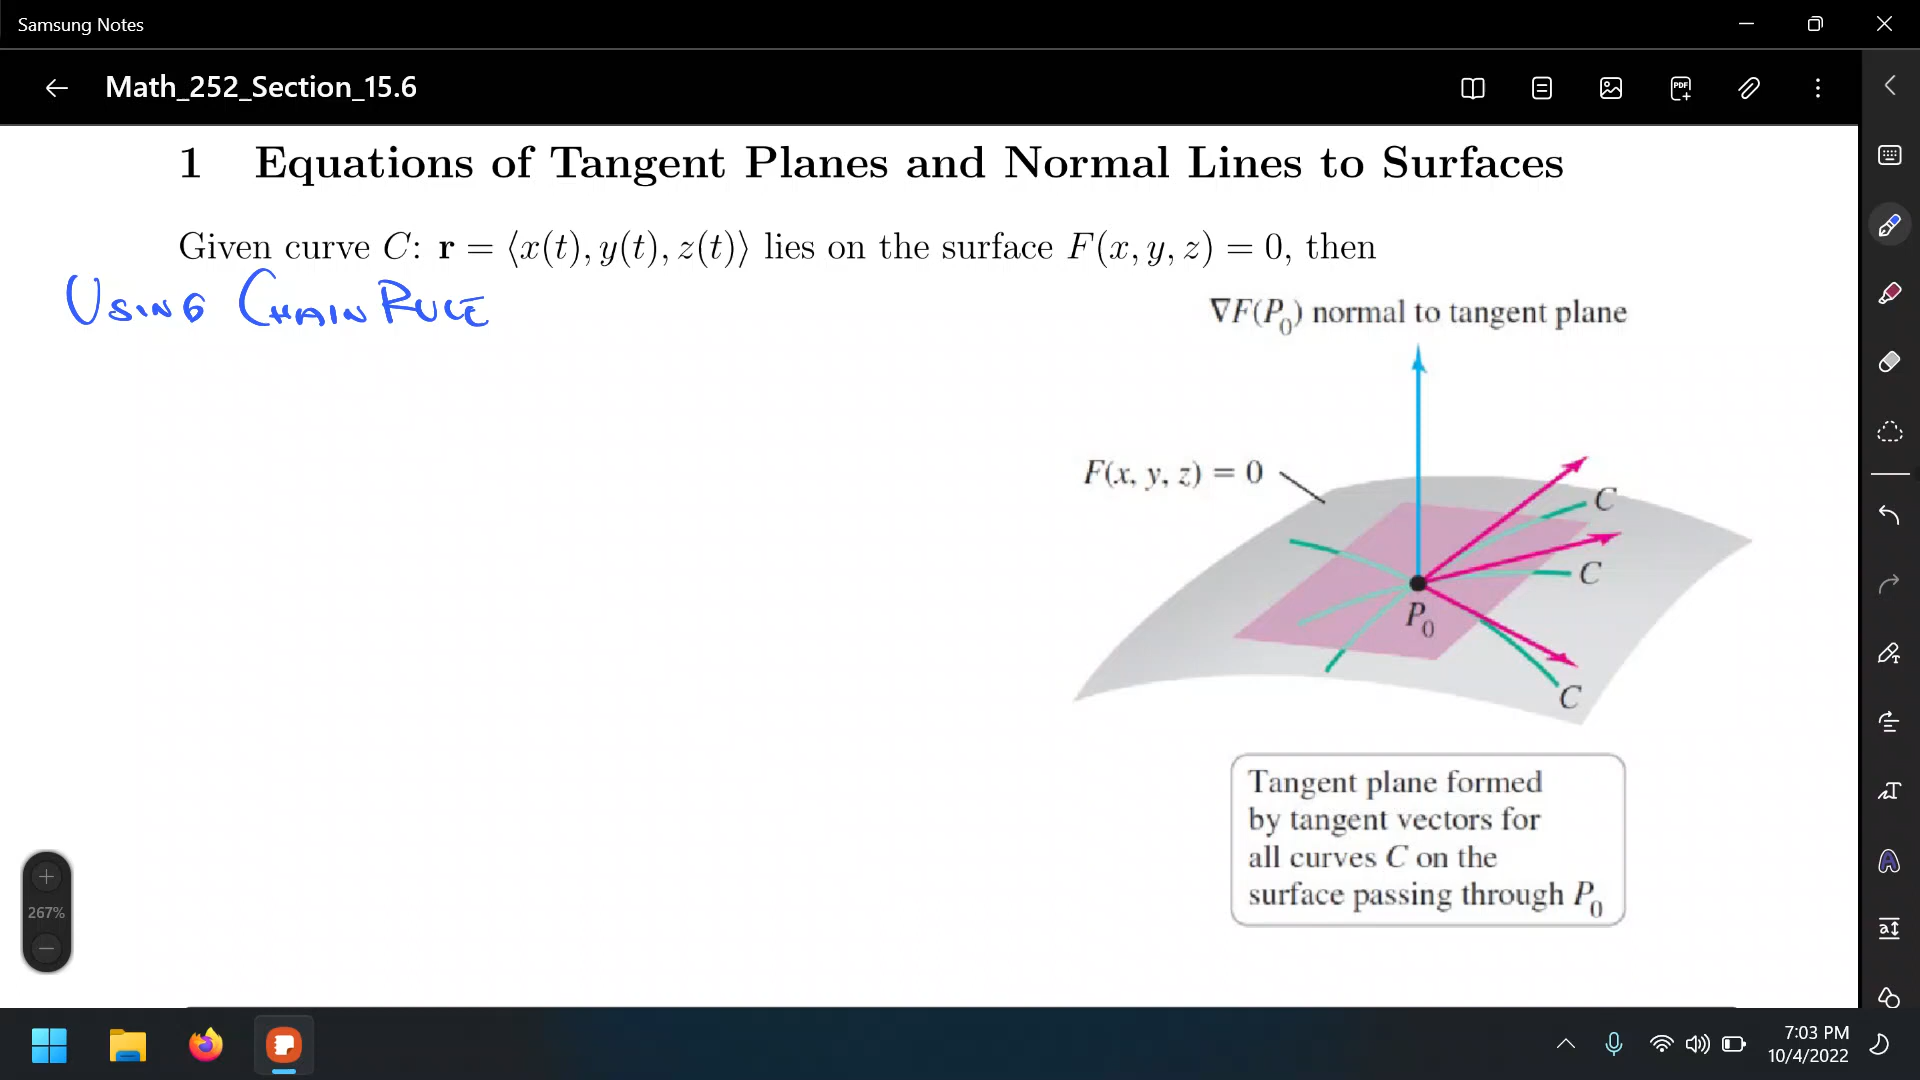 Samsung Notes
Math_252_Section_15.6
1 Equations of Tangent Planes and Normal Lines to Surfaces
Given curve C: r = ⟨x(t), y(t), z(t)⟩ lies on the surface F(x, y, z) = 0, then
USING CHAIN RULE
∇F(P₀) normal to tangent plane
F(x, y, z) = 0
C
C
P₀
C
Tangent plane formed
by tangent vectors for
all curves C on the
surface passing through P₀
267%
7:03 PM
10/4/2022